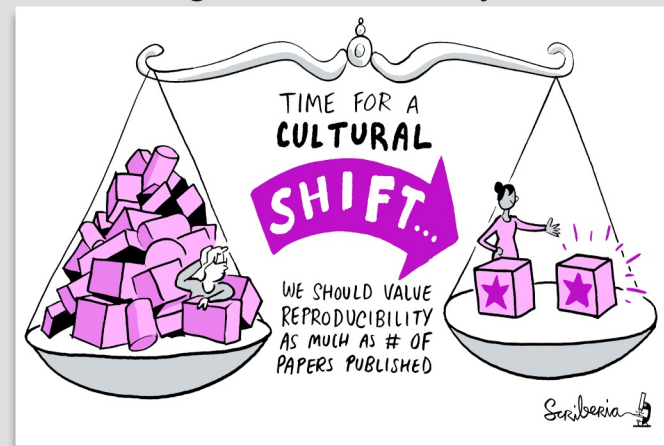 TIME FOR A
CULTURAL
SHIFT...
WE SHOULD VALUE
REPRODUCIBILITY
AS MUCH AS # OF
PAPERS PUBLISHED
Scriberia